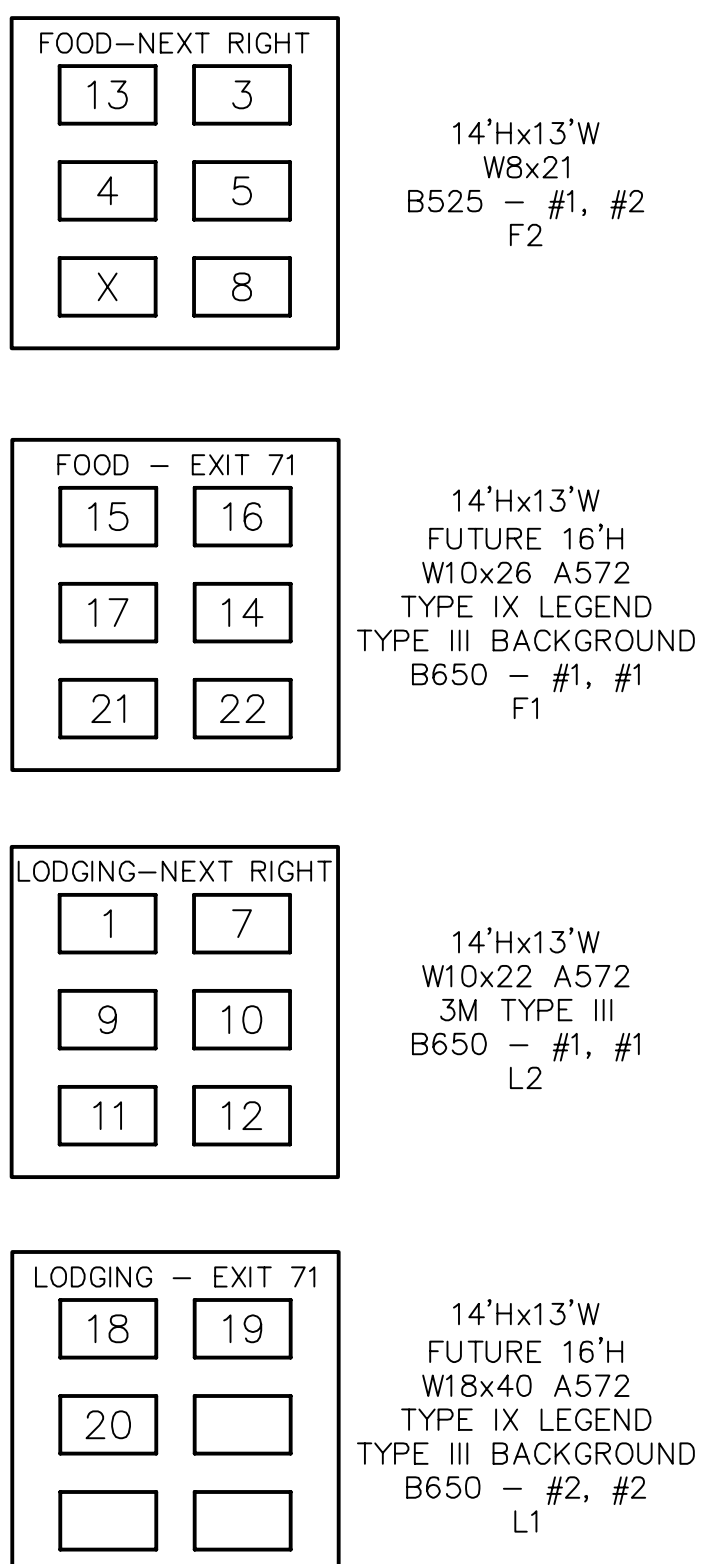 FOOD–NEXT RIGHT
13 3
4 5
X 8
14'Hx13'W
W8x21
B525 – #1, #2
F2
FOOD – EXIT 71
15 16
17 14
21 22
14'Hx13'W
FUTURE 16'H
W10x26 A572
TYPE IX LEGEND
TYPE III BACKGROUND
B650 – #1, #1
F1
LODGING–NEXT RIGHT
1 7
9 10
11 12
14'Hx13'W
W10x22 A572
3M TYPE III
B650 – #1, #1
L2
LODGING – EXIT 71
18 19
20
14'Hx13'W
FUTURE 16'H
W18x40 A572
TYPE IX LEGEND
TYPE III BACKGROUND
B650 – #2, #2
L1